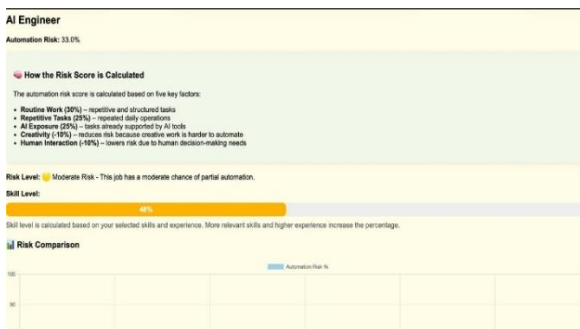 AI Engineer
Automation Risk: 33.0%
🧠 How the Risk Score is Calculated
The automation risk score is calculated based on five key factors:
• Routine Work (30%) – repetitive and structured tasks
• Repetitive Tasks (25%) – repeated daily operations
• AI Exposure (25%) – tasks already supported by AI tools
• Creativity (-10%) – reduces risk because creative work is harder to automate
• Human Interaction (-10%) – lowers risk due to human decision-making needs
Risk Level: 🟡 Moderate Risk - This job has a moderate chance of partial automation.
Skill Level:
48%
Skill level is calculated based on your selected skills and experience. More relevant skills and higher experience increase the percentage.
📊 Risk Comparison
Automation Risk %
100
90